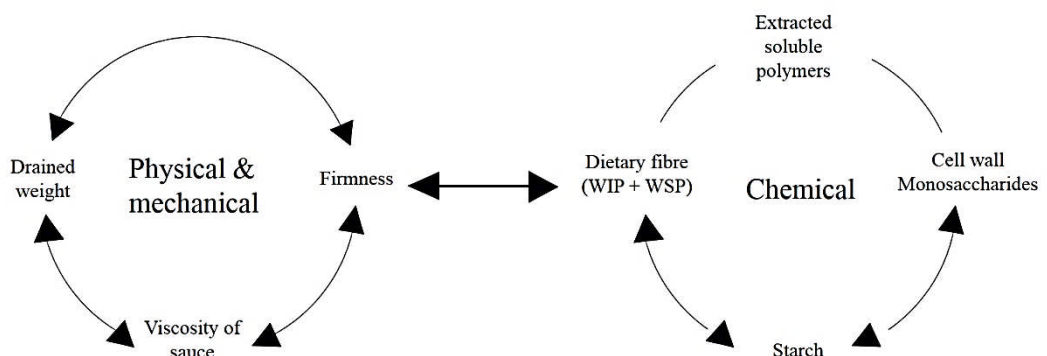 Extracted
soluble
polymers
Drained
weight
Physical &
mechanical
Firmness
Dietary fibre
(WIP + WSP)
Chemical
Cell wall
Monosaccharides
Viscosity of
sauce
Starch